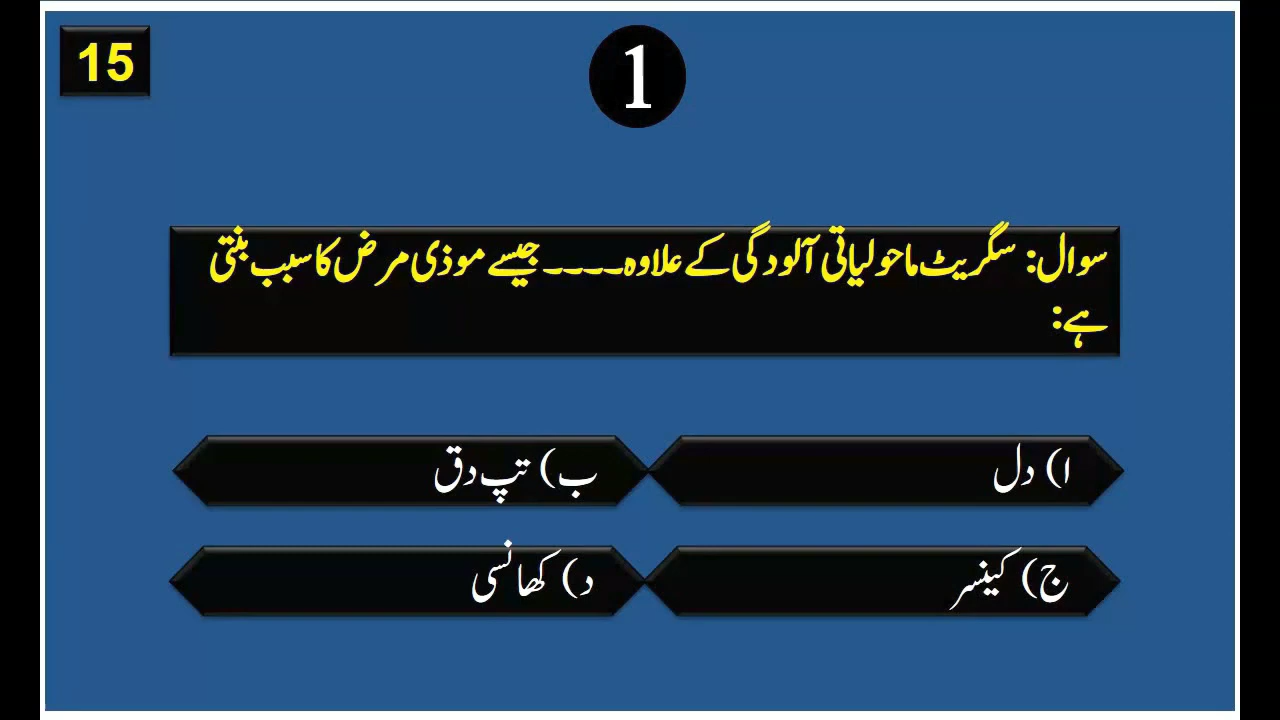 15
1
سوال: سگریٹ ماحولیاتی آلودگی کے علاوہ۔۔۔۔ جیسے موذی مرض کا سبب بنتی
ہے:
ا) دل
ب) تپ دق
ج) کینسر
د) کھانسی